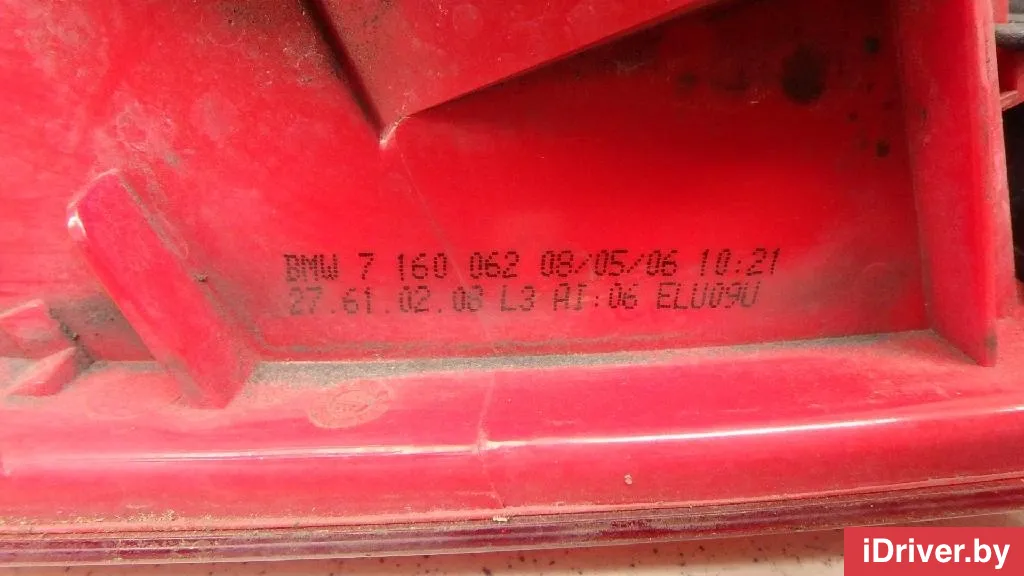 BMW 7 160 062 08/05/06 10:21
27.61.02.08 L3 AI:06 ELU09U
iDriver.by